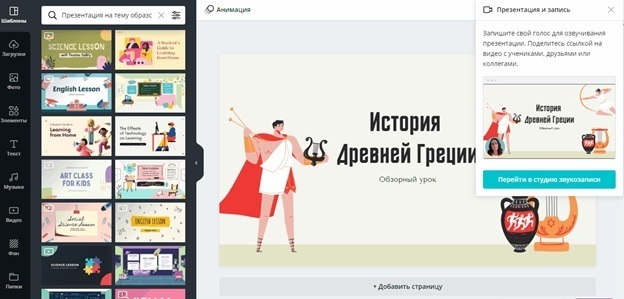 Шаблоны
Загрузки
Фото
Элементы
Текст
Музыка
Видео
Фон
Папки
Презентация на тему образс
SCIENCE LESSON
A Student's
Guide to
Learning
from Home
English Lesson
Learning
from Home
The Effects
of Technology
on Learning
ART CLASS
FOR KIDS
Social
Science Lesson
ENGLISH LESSON
SCIENCE LESSON
Анимация
История
Древней Греции
Обзорный урок
+ Добавить страницу
Презентация и запись
Запишите свой голос для озвучивания
презентации. Поделитесь ссылкой на
видео с учениками, друзьями или
коллегами.
История
Древней Греции
Обзорный урок
Перейти в студию звукозаписи